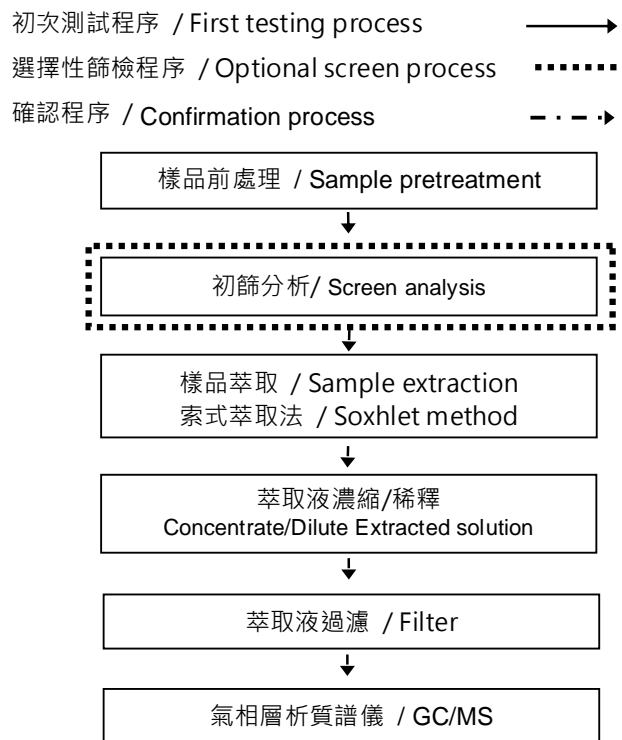 初次測試程序 / First testing process
選擇性篩檢程序 / Optional screen process
確認程序 / Confirmation process
樣品前處理 / Sample pretreatment
初篩分析/ Screen analysis
樣品萃取 / Sample extraction
索式萃取法 / Soxhlet method
萃取液濃縮/稀釋
Concentrate/Dilute Extracted solution
萃取液過濾 / Filter
氣相層析質譜儀 / GC/MS